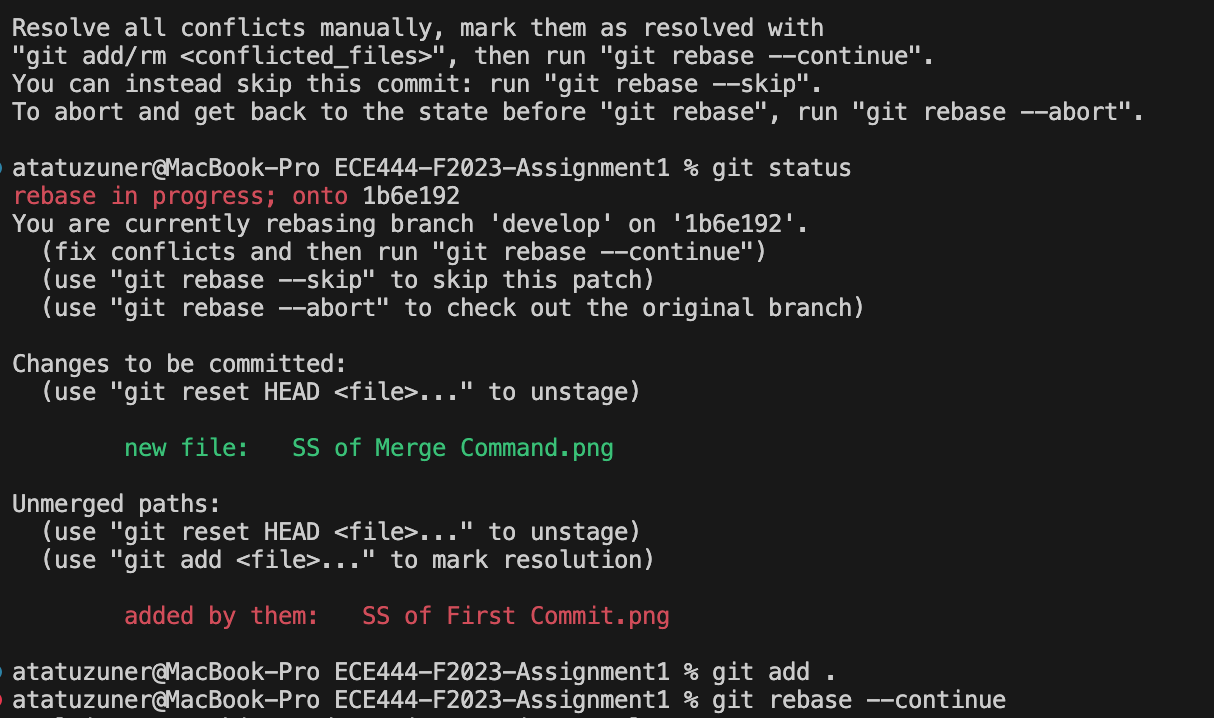 Resolve all conflicts manually, mark them as resolved with
"git add/rm <conflicted_files>", then run "git rebase --continue".
You can instead skip this commit: run "git rebase --skip".
To abort and get back to the state before "git rebase", run "git rebase --abort".
atatuzuner@MacBook-Pro ECE444-F2023-Assignment1 % git status
rebase in progress; onto 1b6e192
You are currently rebasing branch 'develop' on '1b6e192'.
  (fix conflicts and then run "git rebase --continue")
  (use "git rebase --skip" to skip this patch)
  (use "git rebase --abort" to check out the original branch)
Changes to be committed:
  (use "git reset HEAD <file>..." to unstage)
        new file:   SS of Merge Command.png
Unmerged paths:
  (use "git reset HEAD <file>..." to unstage)
  (use "git add <file>..." to mark resolution)
        added by them:   SS of First Commit.png
atatuzuner@MacBook-Pro ECE444-F2023-Assignment1 % git add .
atatuzuner@MacBook-Pro ECE444-F2023-Assignment1 % git rebase --continue